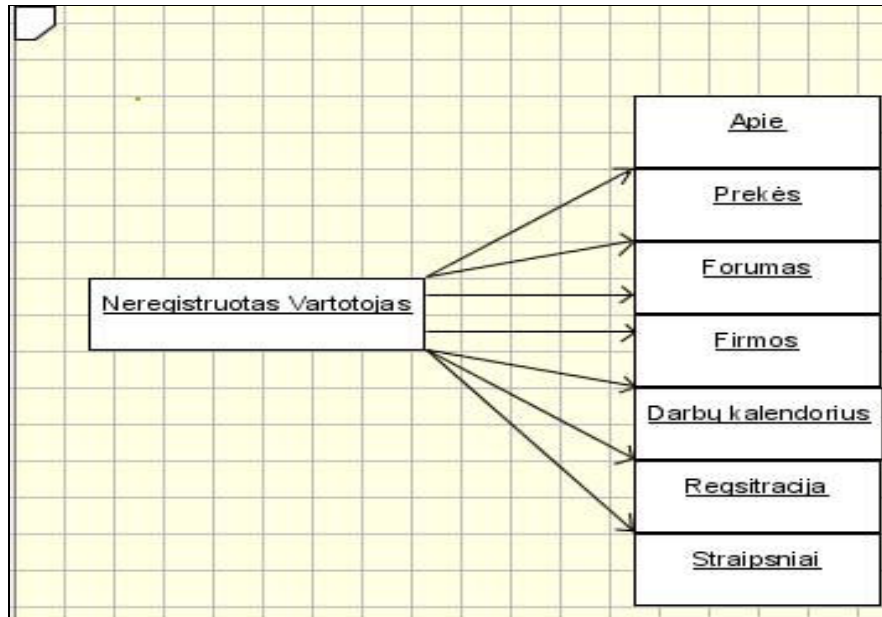 Apie
Prekės
Forumas
Neregistruotas Vartotojas
Firmos
Darbų kalendorius
Regsitracija
Straipsniai